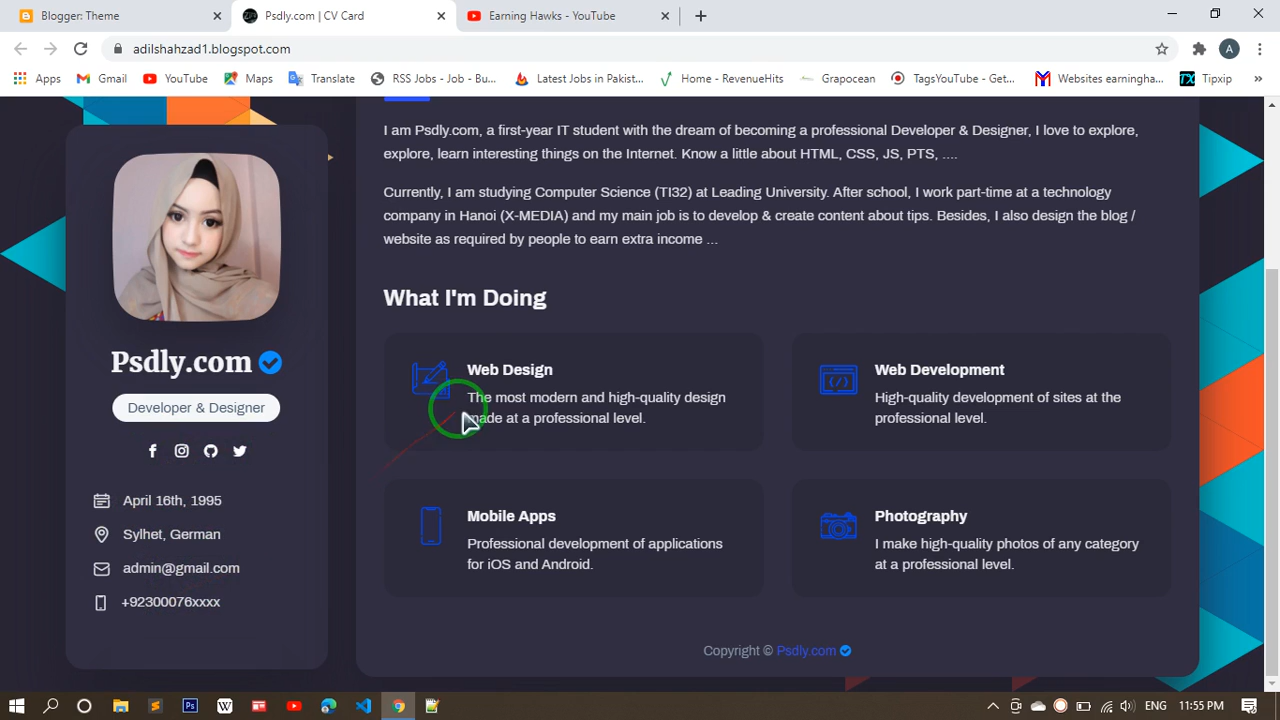 Blogger: Theme
Psdly.com | CV Card
Earning Hawks - YouTube
adilshahzad1.blogspot.com
A
Apps
Gmail
YouTube
Maps
Translate
RSS Jobs - Job - Bu...
Latest Jobs in Pakist...
Home - RevenueHits
Grapocean
TagsYouTube - Get...
Websites earningha...
Tipxip
»
I am Psdly.com, a first-year IT student with the dream of becoming a professional Developer & Designer, I love to explore,
explore, learn interesting things on the Internet. Know a little about HTML, CSS, JS, PTS, ....
Currently, I am studying Computer Science (TI32) at Leading University. After school, I work part-time at a technology
company in Hanoi (X-MEDIA) and my main job is to develop & create content about tips. Besides, I also design the blog /
website as required by people to earn extra income ...
What I'm Doing
Web Design
The most modern and high-quality design
made at a professional level.
Web Development
High-quality development of sites at the
professional level.
Mobile Apps
Professional development of applications
for iOS and Android.
Photography
I make high-quality photos of any category
at a professional level.
Psdly.com
Developer & Designer
April 16th, 1995
Sylhet, German
admin@gmail.com
+92300076xxxx
Copyright © Psdly.com
ENG
11:55 PM